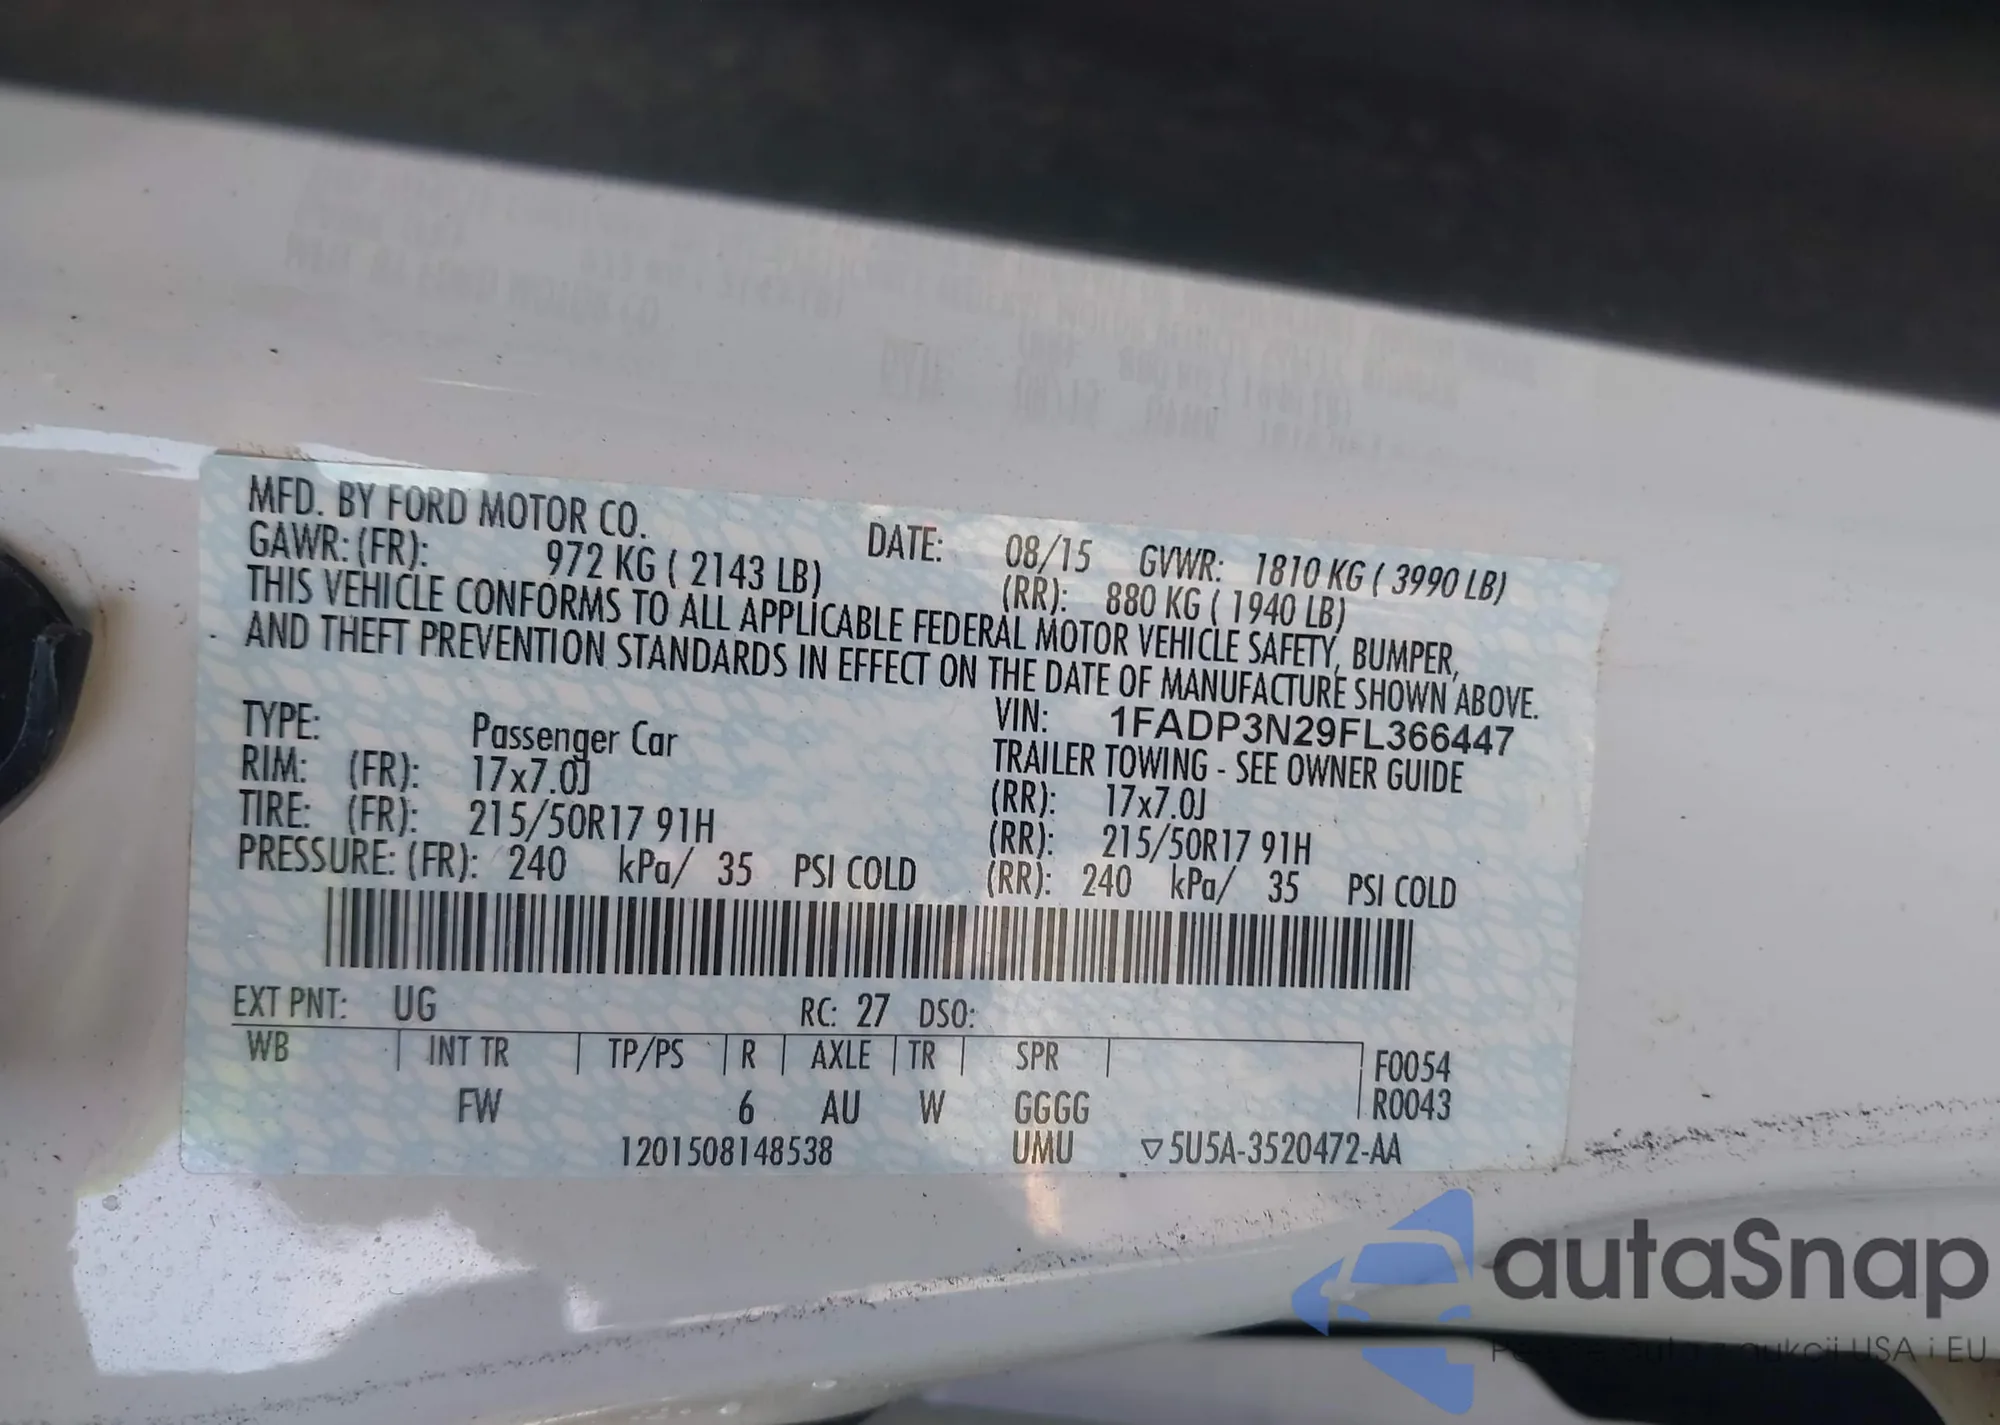 MFD. BY FORD MOTOR CO. DATE: 08/15 GVWR: 1810 KG ( 3990 LB)
GAWR: (FR): 972 KG ( 2143 LB) (RR): 880 KG ( 1940 LB)
THIS VEHICLE CONFORMS TO ALL APPLICABLE FEDERAL MOTOR VEHICLE SAFETY, BUMPER,
AND THEFT PREVENTION STANDARDS IN EFFECT ON THE DATE OF MANUFACTURE SHOWN ABOVE.
VIN: 1FADP3N29FL366447
TYPE: Passenger Car TRAILER TOWING - SEE OWNER GUIDE
RIM: (FR): 17x7.0J (RR): 17x7.0J
TIRE: (FR): 215/50R17 91H (RR): 215/50R17 91H
PRESSURE: (FR): 240 kPa/ 35 PSI COLD (RR): 240 kPa/ 35 PSI COLD
EXT PNT: UG RC: 27 DSO:
WB INT TR TP/PS R AXLE TR SPR F0054
FW 6 AU W GGGG R0043
1201508148538 UMU ▽5U5A-3520472-AA
autaSnap
aukcji USA i EU